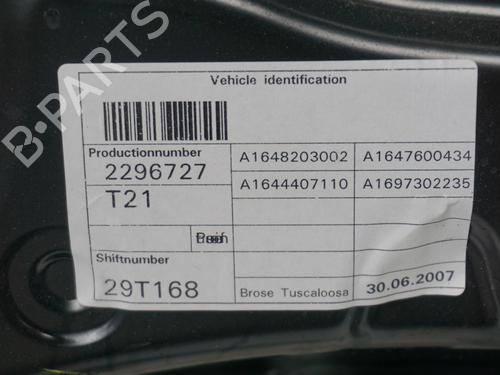 Vehicle identification
Productionnumber
2296727
T21
A1648203002 A1647600434
A1644407110 A1697302235
Shiftnumber
29T168
Brose Tuscaloosa 30.06.2007
B-PARTS